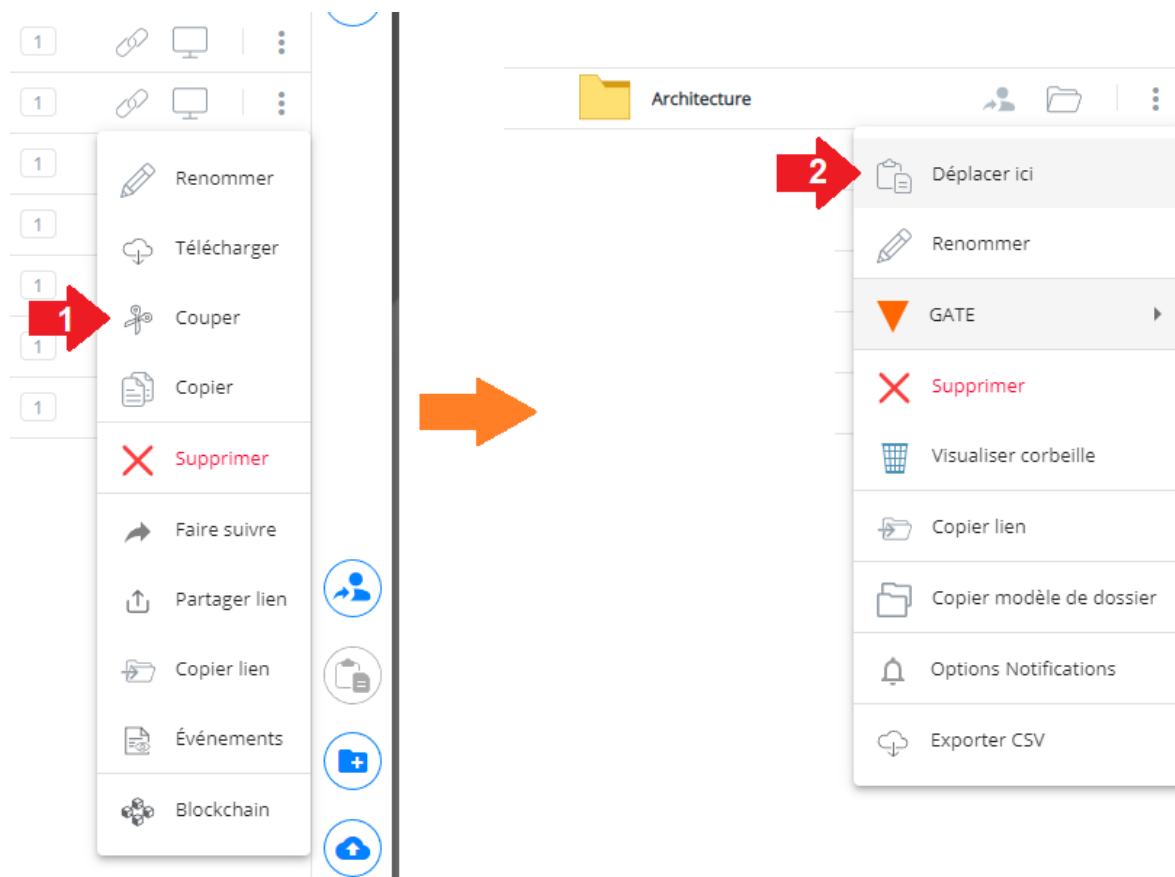 1
1
1
1
1
1
1
Renommer
Télécharger
1
Couper
Copier
Supprimer
Faire suivre
Partager lien
Copier lien
Événements
Blockchain
Architecture
2
Déplacer ici
Renommer
GATE
Supprimer
Visualiser corbeille
Copier lien
Copier modèle de dossier
Options Notifications
Exporter CSV